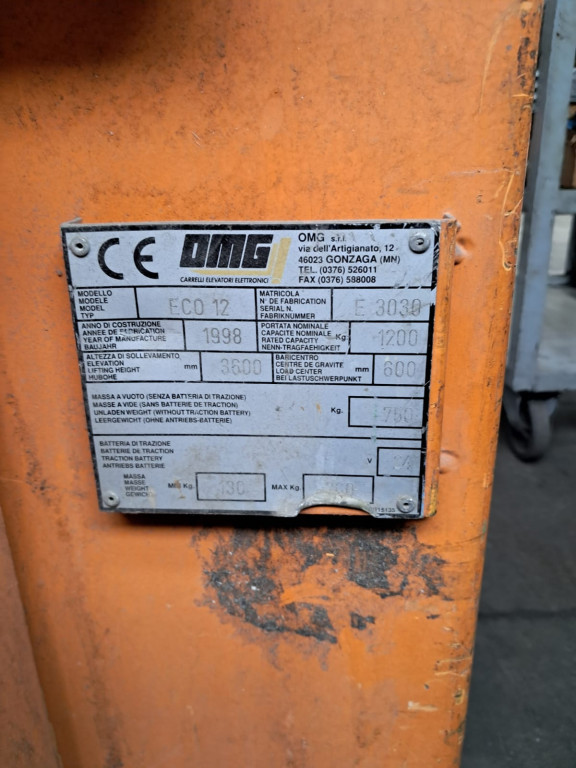 CE
OMG
CARRELLI ELEVATORI ELETTRONICI
OMG s.r.l.
via dell'Artigianato, 12
46023 GONZAGA (MN)
TEL. (0376) 526011
FAX (0376) 588008
MODELLO
MODELE
MODEL
TYP
ECO 12
MATRICOLA
N° DE FABRICATION
SERIAL N.
FABRIKNUMMER
E 3030
ANNO DI COSTRUZIONE
ANNEE DE FABRICATION
YEAR OF MANUFACTURE
BAUJAHR
1998
PORTATA NOMINALE
CAPACITE NOMINALE
RATED CAPACITY
NENN-TRAGFAEHIGKEIT
Kg.
1200
ALTEZZA DI SOLLEVAMENTO
ELEVATION
LIFTING HEIGHT
HUBOHE
mm
3600
BARICENTRO
CENTRE DE GRAVITE
LOAD CENTER
BEI LASTUSCHWERPUNKT
mm
600
MASSA A VUOTO (SENZA BATTERIA DI TRAZIONE)
MASSE A VIDE (SANS BATTERIE DE TRACTION)
UNLADEN WEIGHT (WITHOUT TRACTION BATTERY)
LEERGEWICHT (OHNE ANTRIEBS-BATTERIE)
Kg.
750
BATTERIA DI TRAZIONE
BATTERIE DE TRACTION
TRACTION BATTERY
ANTRIEBS BATTERIE
V
MASSA
MASSE
WEIGHT
GEWICK
MIN Kg.
130
MAX Kg.